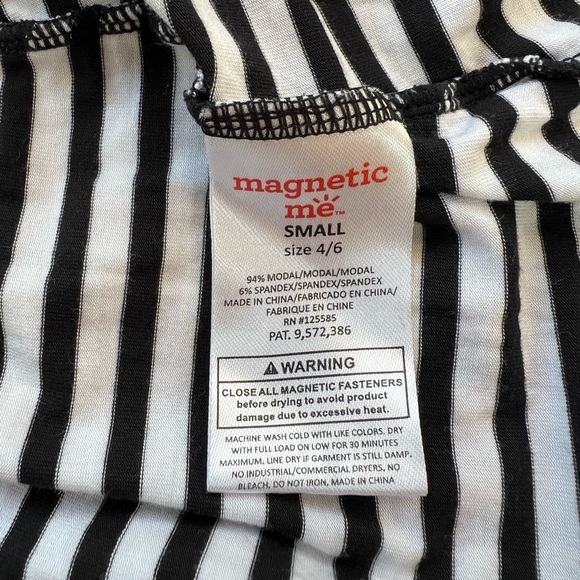 magnetic
me™
SMALL
size 4/6
94% MODAL/MODAL/MODAL
6% SPANDEX/SPANDEX/SPANDEX
MADE IN CHINA/FABRICADO EN CHINA/
FABRIQUE EN CHINE
RN #125585
PAT. 9,572,386
⚠ WARNING
CLOSE ALL MAGNETIC FASTENERS
before drying to avoid product
damage due to excessive heat.
MACHINE WASH COLD WITH LIKE COLORS. DRY
WITH FULL LOAD ON LOW FOR 30 MINUTES
MAXIMUM. LINE DRY IF GARMENT IS STILL DAMP.
NO INDUSTRIAL/COMMERCIAL DRYERS. NO
BLEACH, DO NOT IRON, MADE IN CHINA